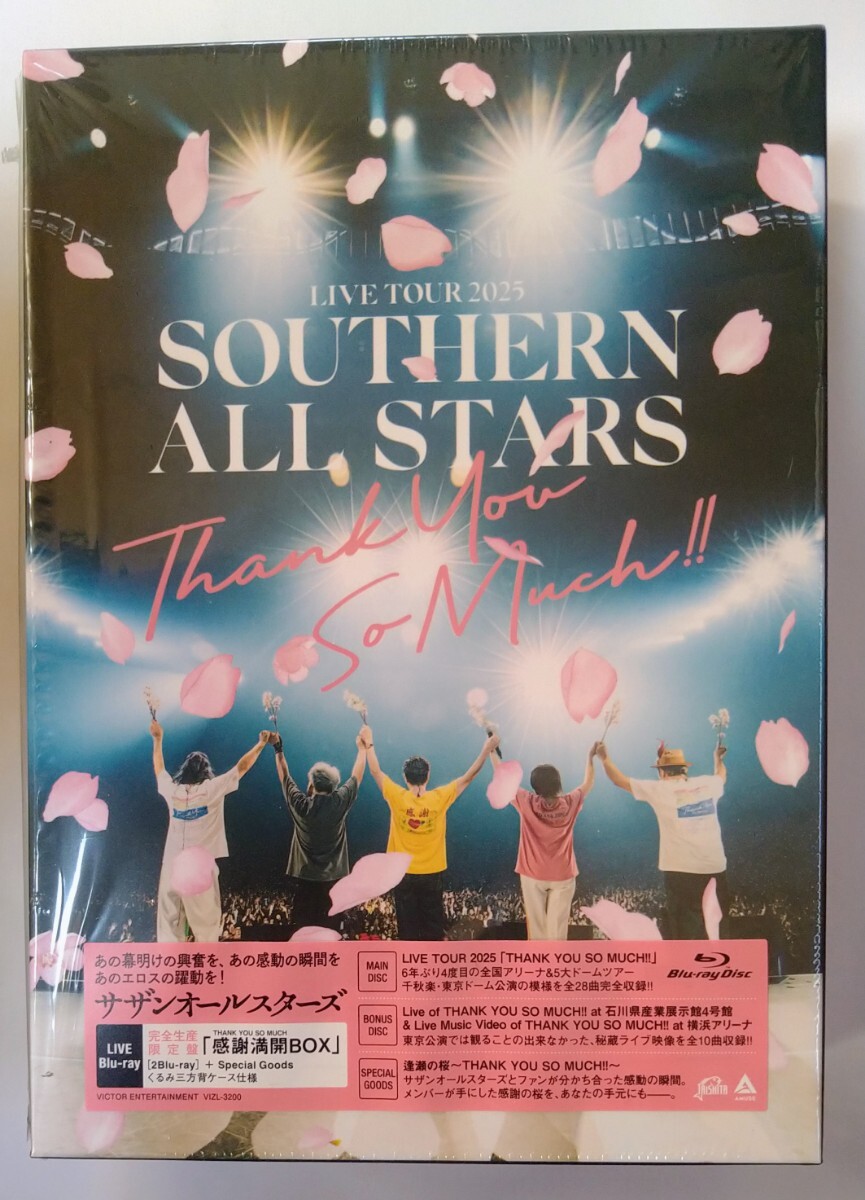 LIVE TOUR 2025
SOUTHERN
ALL STARS
Thank You
So Much!!
感謝
あの幕明けの興奮を、あの感動の瞬間を
あのエロスの躍動を!
サザンオールスターズ
LIVE
Blu-ray
完全生産
限定盤
THANK YOU SO MUCH
「感謝満開BOX」
[2Blu-ray] + Special Goods
くるみ三方背ケース仕様
VICTOR ENTERTAINMENT VIZL-3200
MAIN
DISC
LIVE TOUR 2025「THANK YOU SO MUCH!!」
6年ぶり4度目の全国アリーナ&5大ドームツアー
千秋楽・東京ドーム公演の模様を全28曲完全収録!!
Blu-ray Disc
BONUS
DISC
Live of THANK YOU SO MUCH!! at 石川県産業展示館4号館
& Live Music Video of THANK YOU SO MUCH!! at 横浜アリーナ
東京公演では観ることの出来なかった、秘蔵ライブ映像を全10曲収録!!
SPECIAL
GOODS
逢瀬の桜~THANK YOU SO MUCH!!~
サザンオールスターズとファンが分かち合った感動の瞬間。
メンバーが手にした感謝の桜を、あなたの手元にも——。
TAISHITA
AMUSE